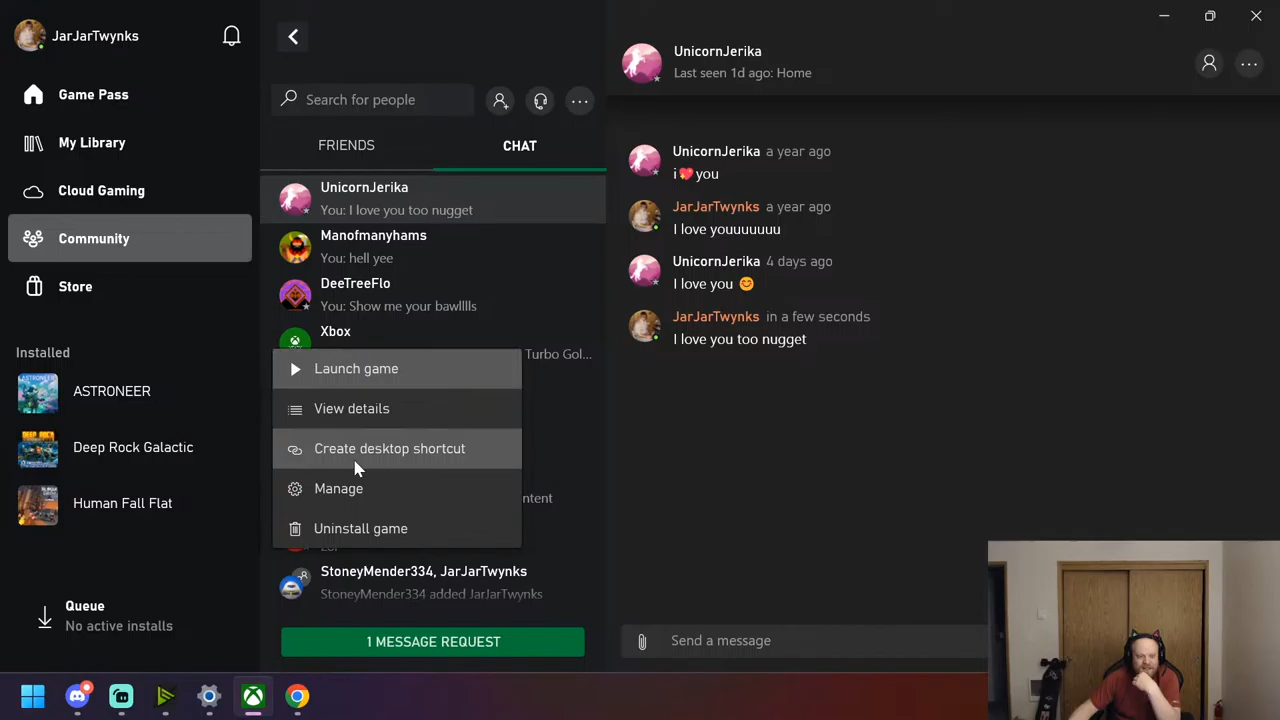 JarJarTwynks
Game Pass
My Library
Cloud Gaming
Community
Store
Installed
ASTRONEER
Deep Rock Galactic
Human Fall Flat
Queue
No active installs
Search for people
FRIENDS
CHAT
UnicornJerika
You: I love you too nugget
Manofmanyhams
You: hell yee
DeeTreeFlo
You: Show me your bawlllls
Xbox
Turbo Gol...
Launch game
View details
Create desktop shortcut
Manage
Uninstall game
StoneyMender334, JarJarTwynks
StoneyMender334 added JarJarTwynks
1 MESSAGE REQUEST
UnicornJerika
Last seen 1d ago: Home
UnicornJerika a year ago
i💖you
JarJarTwynks a year ago
I love youuuuuuu
UnicornJerika 4 days ago
I love you 😊
JarJarTwynks in a few seconds
I love you too nugget
Send a message